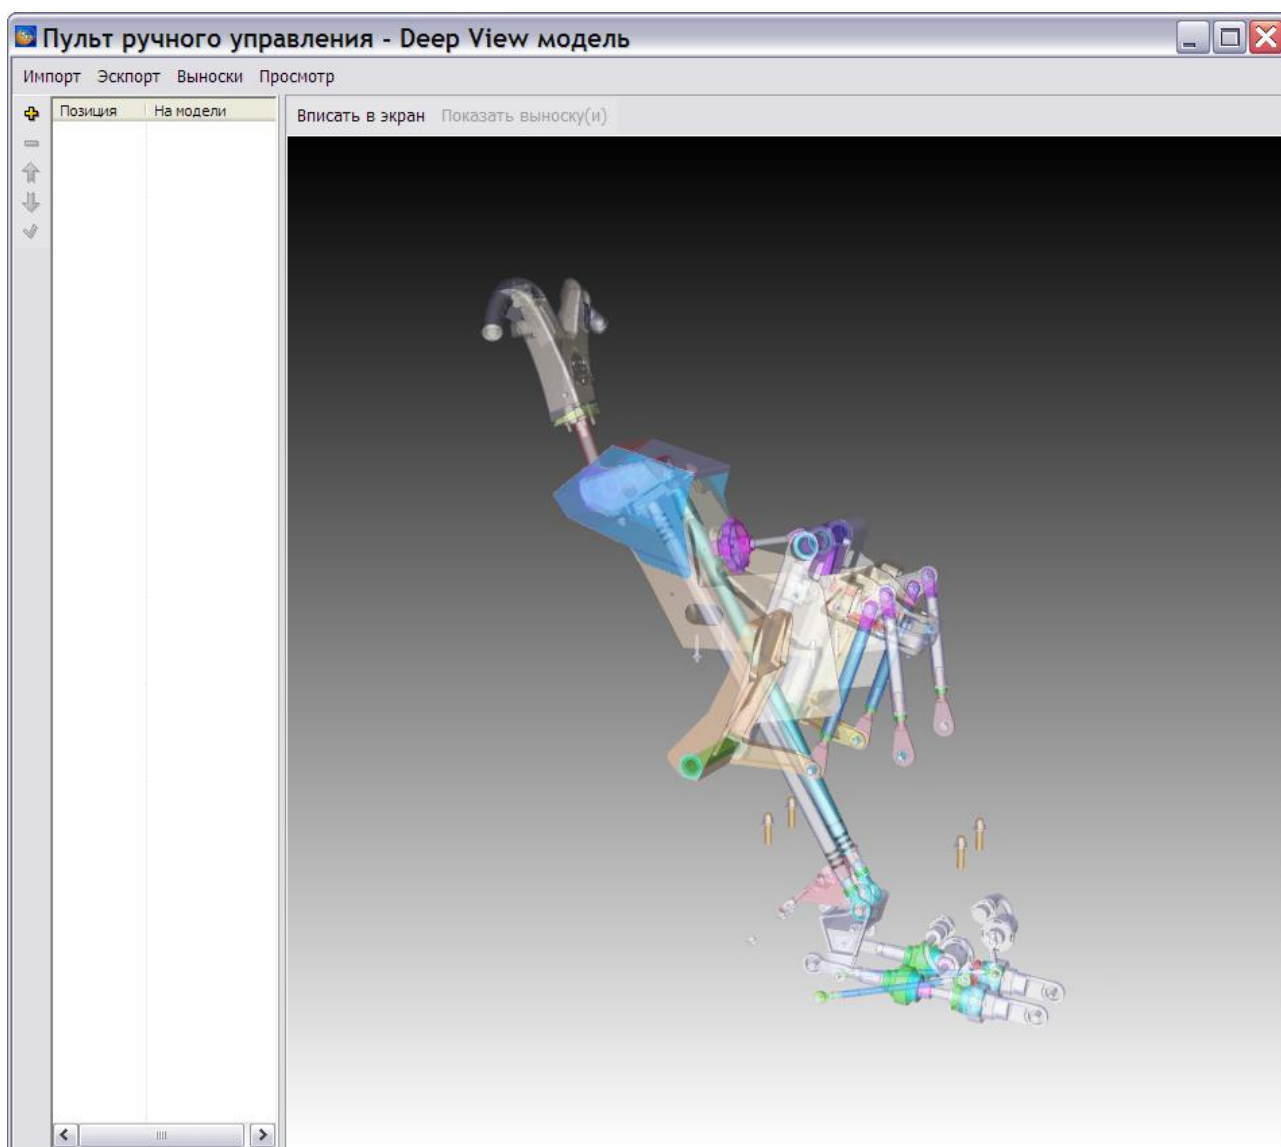 Пульт ручного управления - Deep View модель
Импорт Эскпорт Выноски Просмотр
Позиция На модели
Вписать в экран Показать выноску(и)